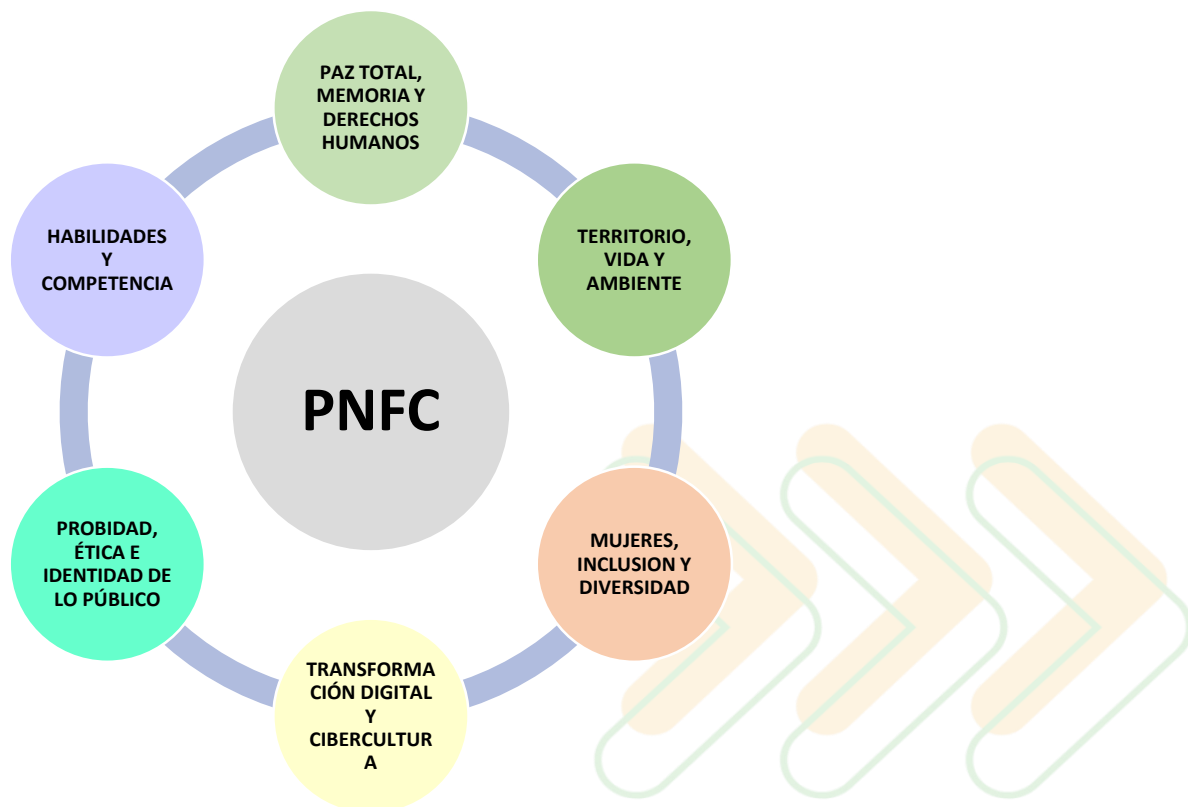 PAZ TOTAL,
MEMORIA Y
DERECHOS
HUMANOS
TERRITORIO,
VIDA Y
AMBIENTE
MUJERES,
INCLUSION Y
DIVERSIDAD
TRANSFORMA
CIÓN DIGITAL
Y
CIBERCULTUR
A
PROBIDAD,
ÉTICA E
IDENTIDAD DE
LO PÚBLICO
HABILIDADES
Y
COMPETENCIA
PNFC